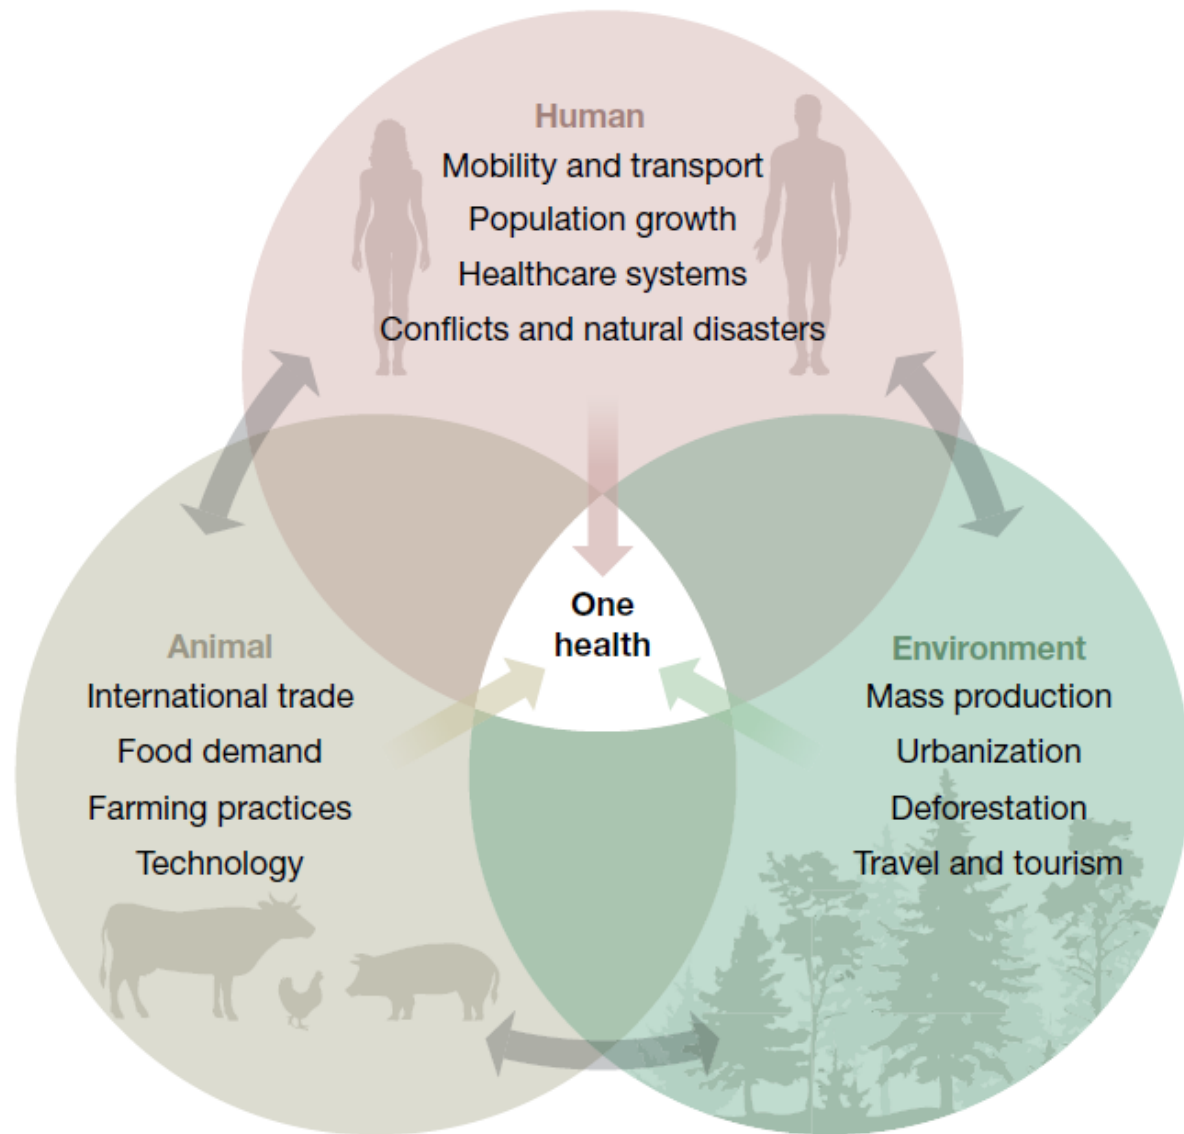 Human
Mobility and transport
Population growth
Healthcare systems
Conflicts and natural disasters
One
health
Animal
International trade
Food demand
Farming practices
Technology
Environment
Mass production
Urbanization
Deforestation
Travel and tourism